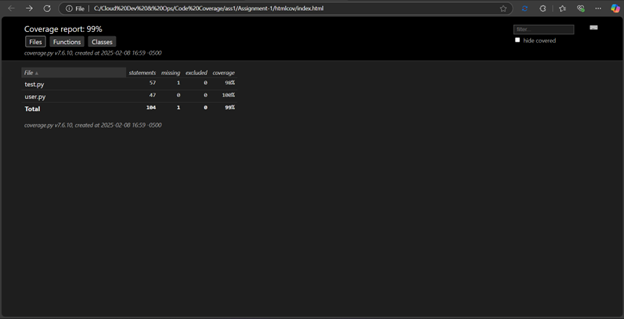 File C:/Cloud%20Dev%20&%20Ops/Code%20Coverage/ass1/Assignment-1/htmlcov/index.html
Coverage report: 99%
filter...
Files Functions Classes
hide covered
coverage.py v7.6.10, created at 2025-02-08 16:59 -0500
File statements missing excluded coverage
test.py 57 1 0 98%
user.py 47 0 0 100%
Total 104 1 0 99%
coverage.py v7.6.10, created at 2025-02-08 16:59 -0500